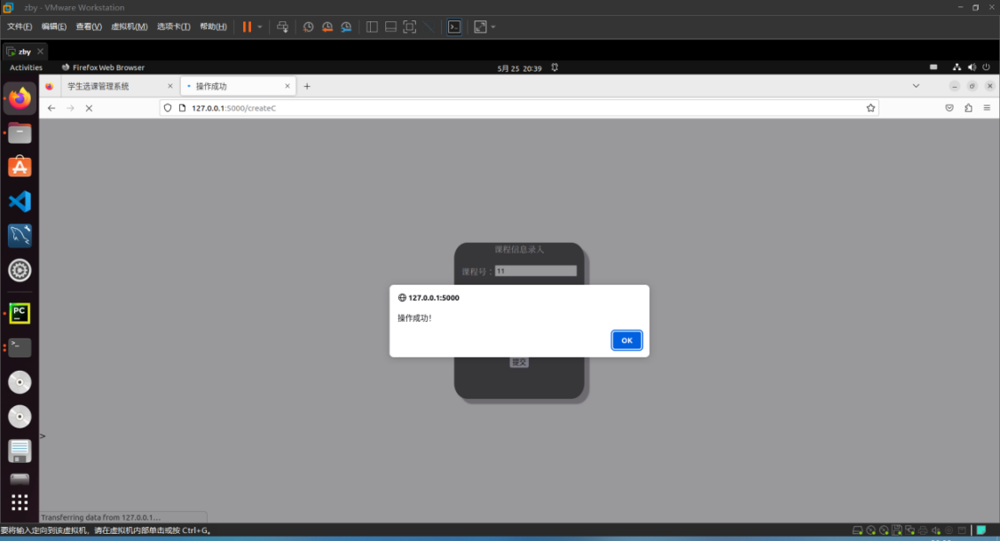 zby - VMware Workstation
文件(F) 编辑(E) 查看(V) 虚拟机(M) 选项卡(T) 帮助(H)
zby
Activities Firefox Web Browser 5月 25 20:39
学生选课管理系统 操作成功
127.0.0.1:5000/createC
课程信息录入
课程号： 11
127.0.0.1:5000
操作成功！
OK
提交
>
Transferring data from 127.0.0.1...
要将输入定向到该虚拟机，请在虚拟机内部单击或按 Ctrl+G。